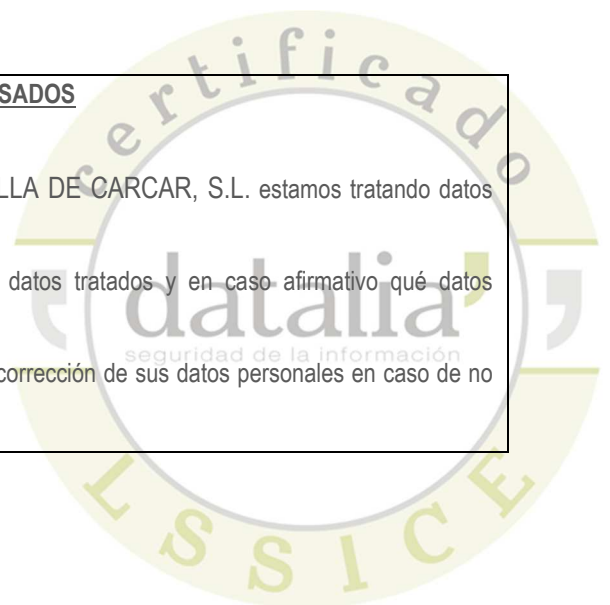 certificado
SADOS
LLA DE CARCAR, S.L. estamos tratando datos
datos tratados y en caso afirmativo qué datos
datalia
seguridad de la información
corrección de sus datos personales en caso de no
LSSICE